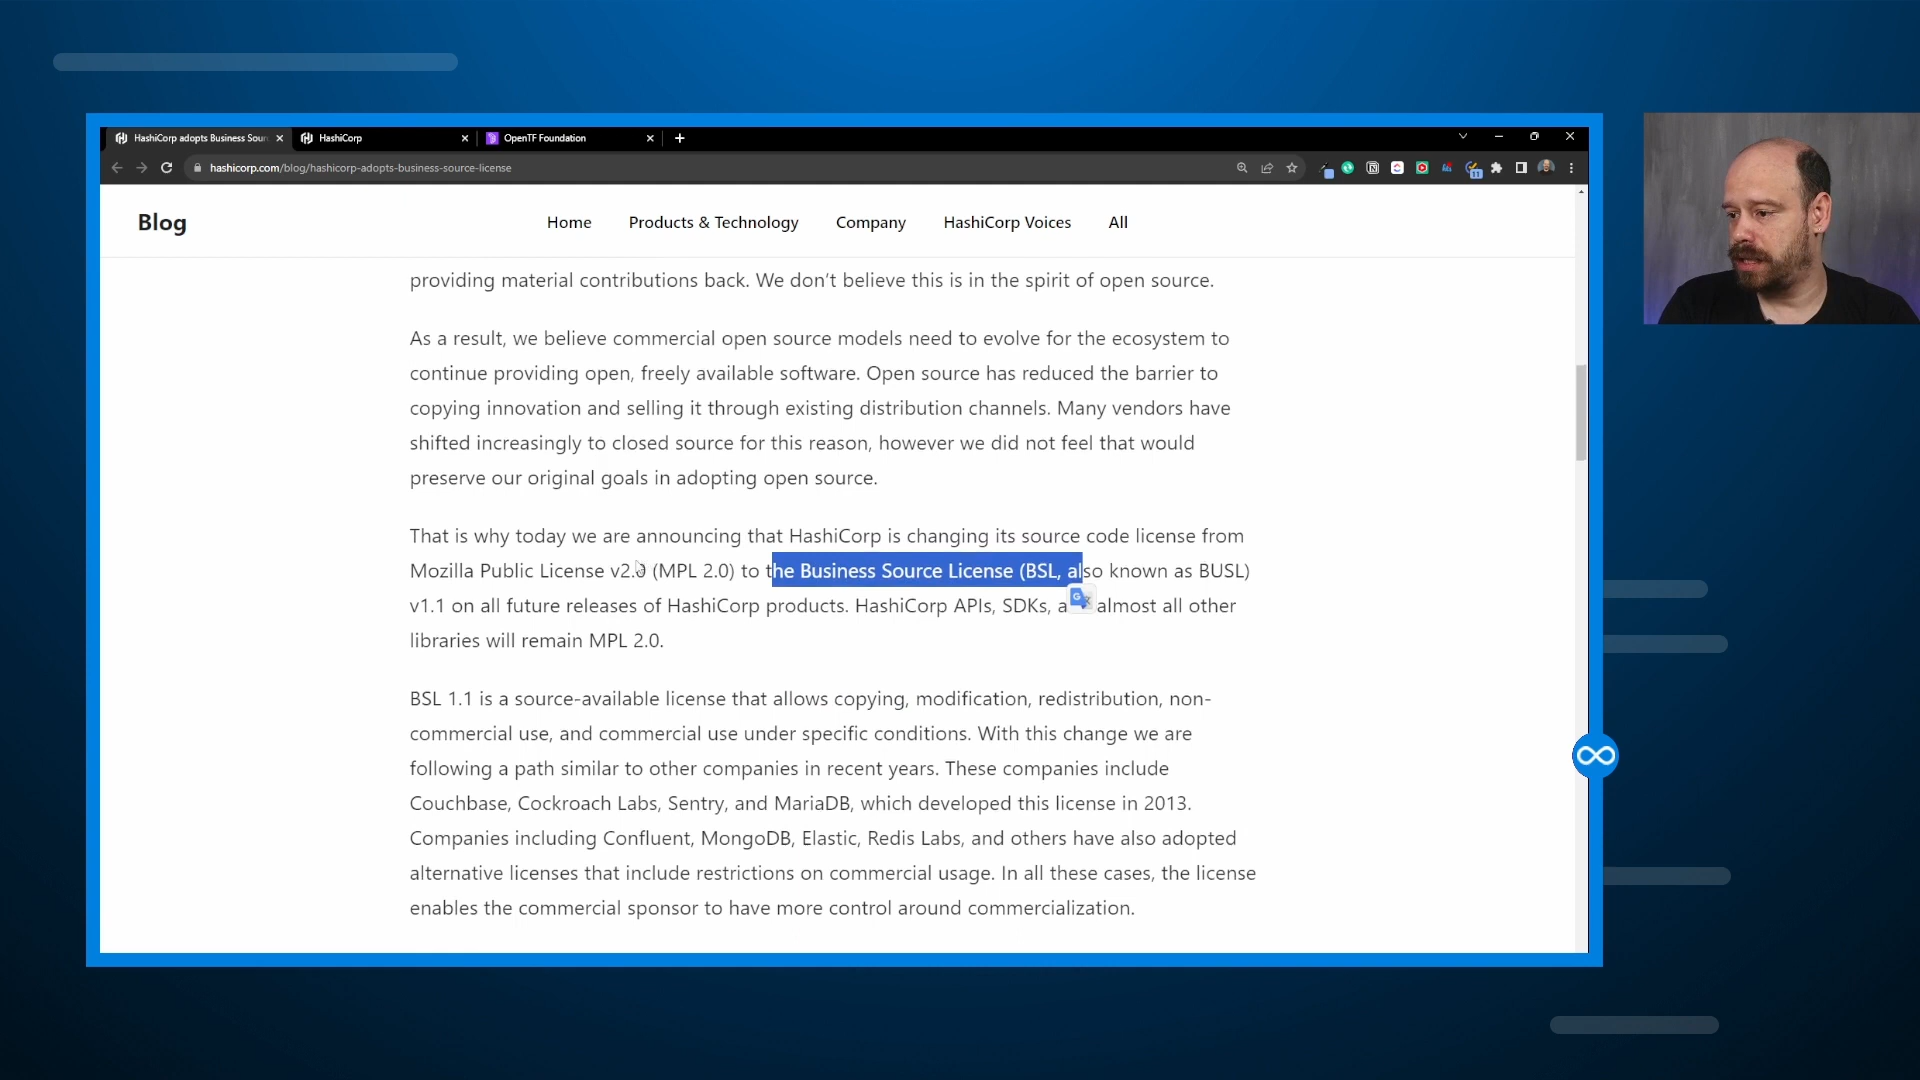 HashiCorp adopts Business Sour
HashiCorp
OpenTF Foundation
hashicorp.com/blog/hashicorp-adopts-business-source-license
11
Blog
Home
Products & Technology
Company
HashiCorp Voices
All
providing material contributions back. We don’t believe this is in the spirit of open source.
As a result, we believe commercial open source models need to evolve for the ecosystem to
continue providing open, freely available software. Open source has reduced the barrier to
copying innovation and selling it through existing distribution channels. Many vendors have
shifted increasingly to closed source for this reason, however we did not feel that would
preserve our original goals in adopting open source.
That is why today we are announcing that HashiCorp is changing its source code license from
Mozilla Public License v2.0 (MPL 2.0) to the Business Source License (BSL, also known as BUSL)
v1.1 on all future releases of HashiCorp products. HashiCorp APIs, SDKs, a almost all other
libraries will remain MPL 2.0.
BSL 1.1 is a source-available license that allows copying, modification, redistribution, non-
commercial use, and commercial use under specific conditions. With this change we are
following a path similar to other companies in recent years. These companies include
Couchbase, Cockroach Labs, Sentry, and MariaDB, which developed this license in 2013.
Companies including Confluent, MongoDB, Elastic, Redis Labs, and others have also adopted
alternative licenses that include restrictions on commercial usage. In all these cases, the license
enables the commercial sponsor to have more control around commercialization.